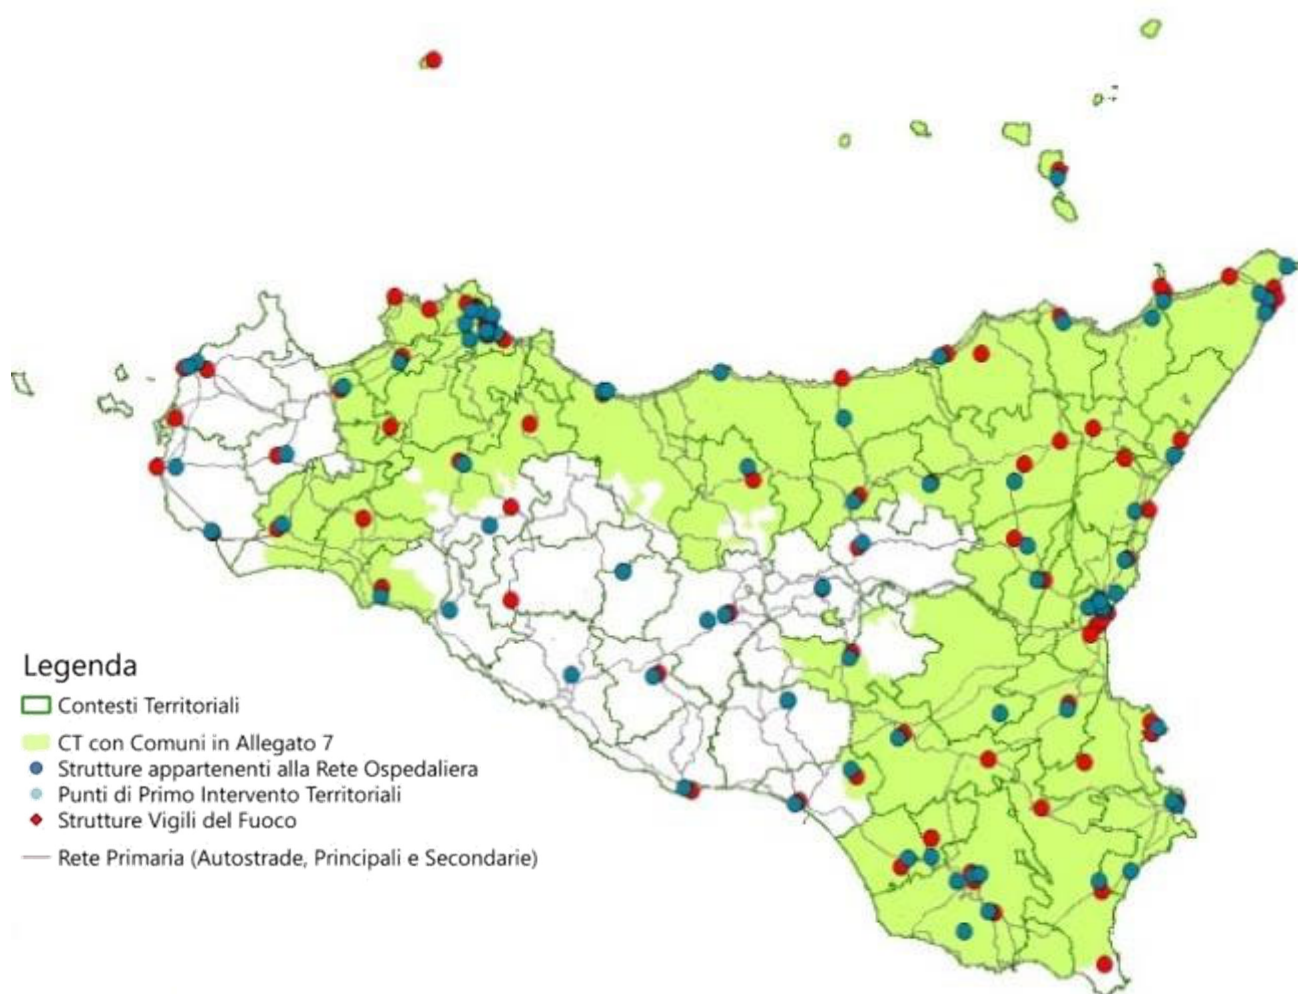 Legenda
Contesti Territoriali
CT con Comuni in Allegato 7
Strutture appartenenti alla Rete Ospedaliera
Punti di Primo Intervento Territoriali
Strutture Vigili del Fuoco
Rete Primaria (Autostrade, Principali e Secondarie)